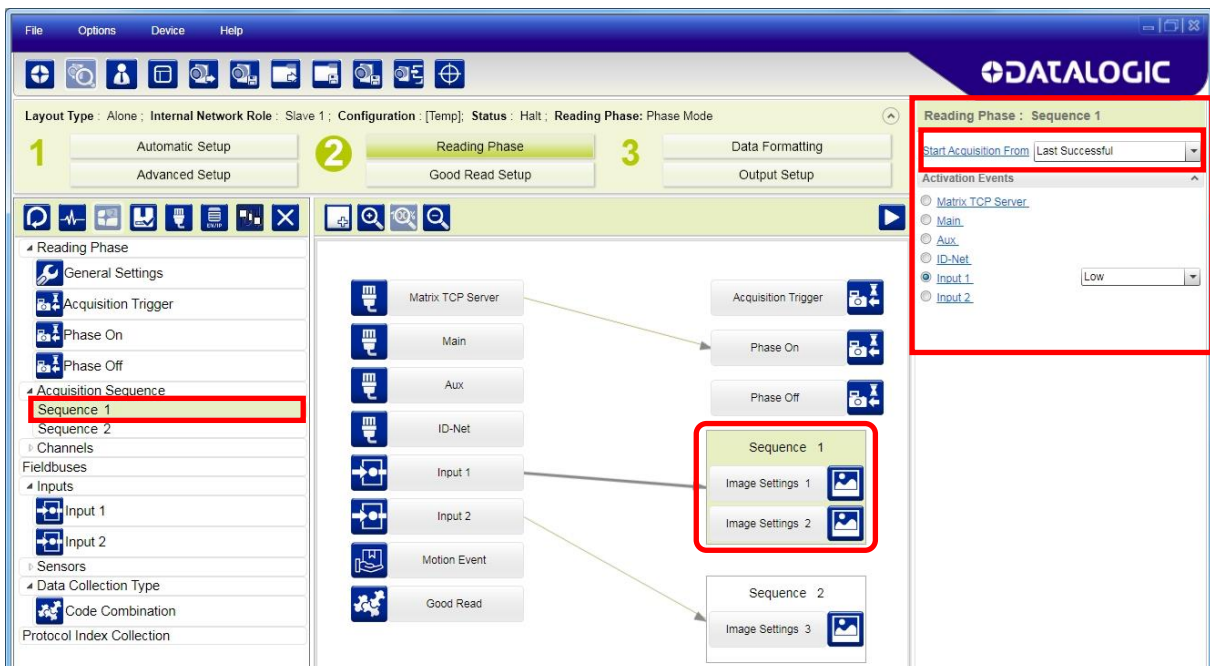 File Options Device Help
DATALOGIC
Layout Type : Alone ; Internal Network Role : Slave 1 ; Configuration : [Temp]; Status : Halt ; Reading Phase: Phase Mode
1
Automatic Setup
Advanced Setup
2
Reading Phase
Good Read Setup
3
Data Formatting
Output Setup
Reading Phase
General Settings
Acquisition Trigger
Phase On
Phase Off
Acquisition Sequence
Sequence 1
Sequence 2
Channels
Fieldbuses
Inputs
Input 1
Input 2
Sensors
Data Collection Type
Code Combination
Protocol Index Collection
100%
Matrix TCP Server
Main
Aux
ID-Net
Input 1
Input 2
Motion Event
Good Read
Acquisition Trigger
Phase On
Phase Off
Sequence 1
Image Settings 1
Image Settings 2
Sequence 2
Image Settings 3
Reading Phase : Sequence 1
Start Acquisition From Last Successful
Activation Events
Matrix TCP Server
Main
Aux
ID-Net
Input 1 Low
Input 2